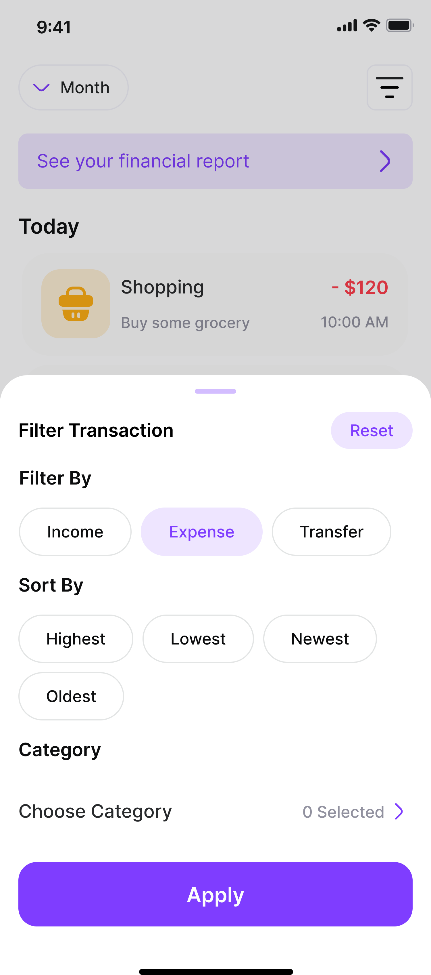 9:41
Month
See your financial report
Today
Shopping
- $120
Buy some grocery
10:00 AM
Filter Transaction
Reset
Filter By
Income
Expense
Transfer
Sort By
Highest
Lowest
Newest
Oldest
Category
Choose Category
0 Selected
Apply